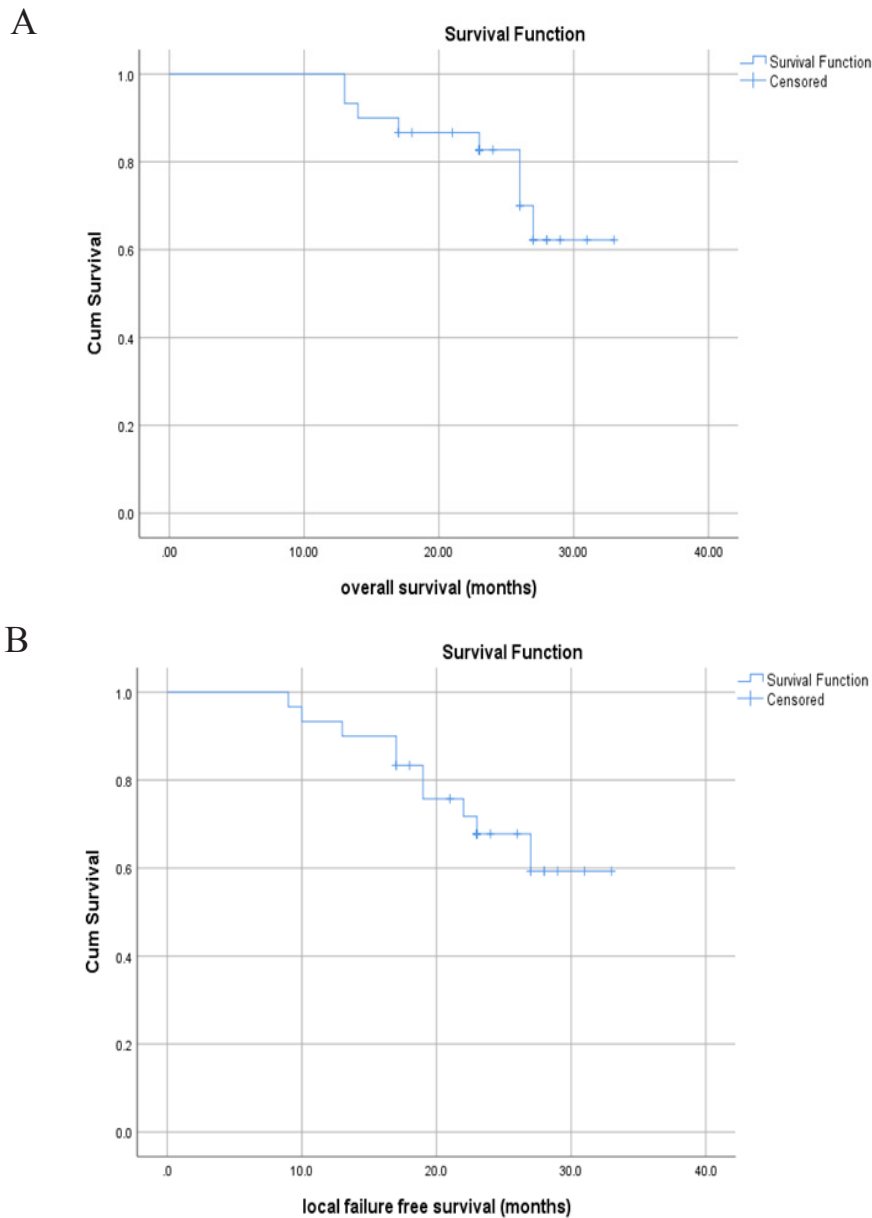 A
Survival Function
Survival Function
Censored
1.0
0.8
0.6
0.4
0.2
0.0
Cum Survival
.00 10.00 20.00 30.00 40.00
overall survival (months)
B
Survival Function
Survival Function
Censored
1.0
0.8
0.6
0.4
0.2
0.0
Cum Survival
.0 10.0 20.0 30.0 40.0
local failure free survival (months)